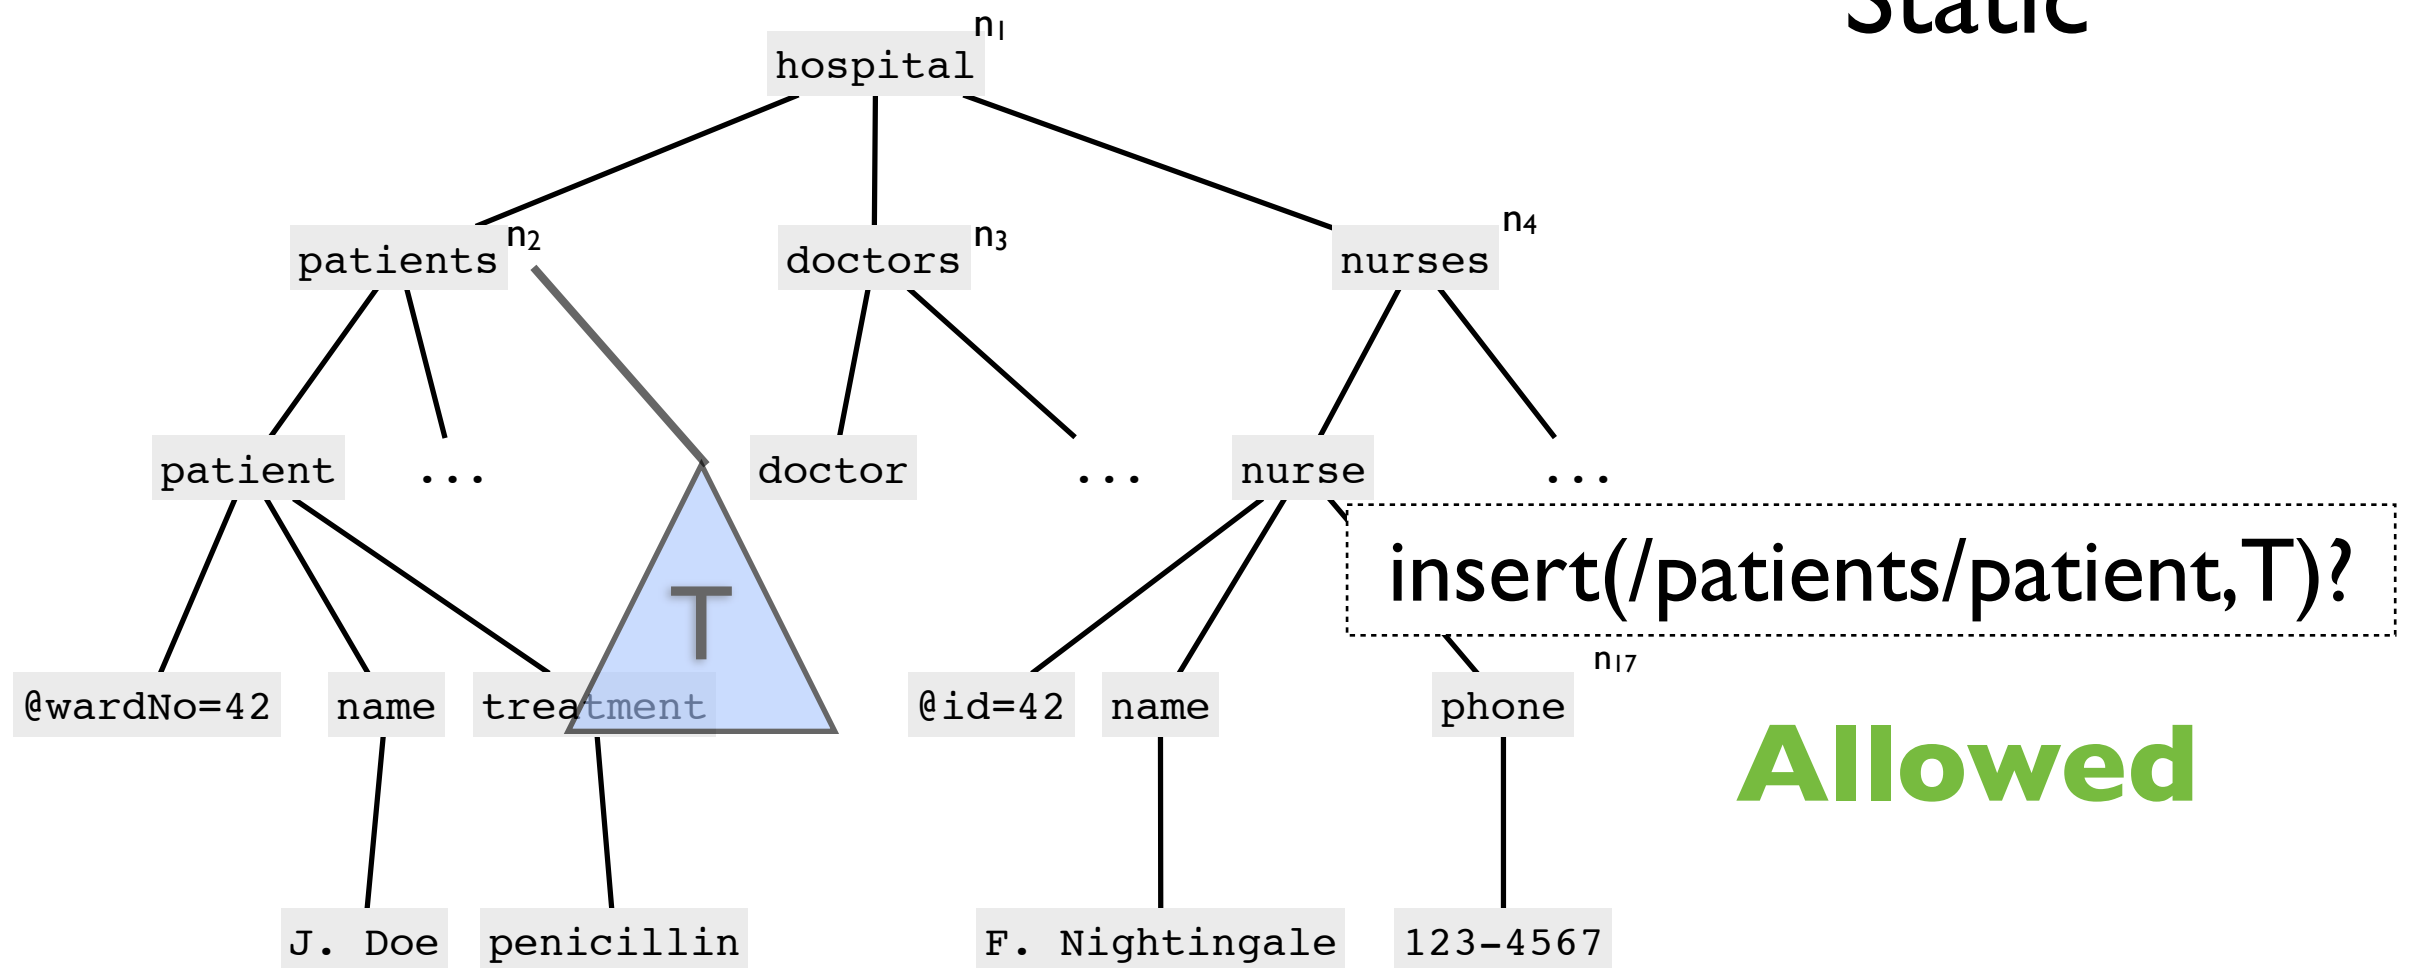 Static
n1
hospital
n2
n3
n4
patients
doctors
nurses
patient
...
doctor
...
nurse
...
insert(/patients/patient,T)?
T
n17
@wardNo=42
name
treatment
@id=42
name
phone
Allowed
J. Doe
penicillin
F. Nightingale
123-4567